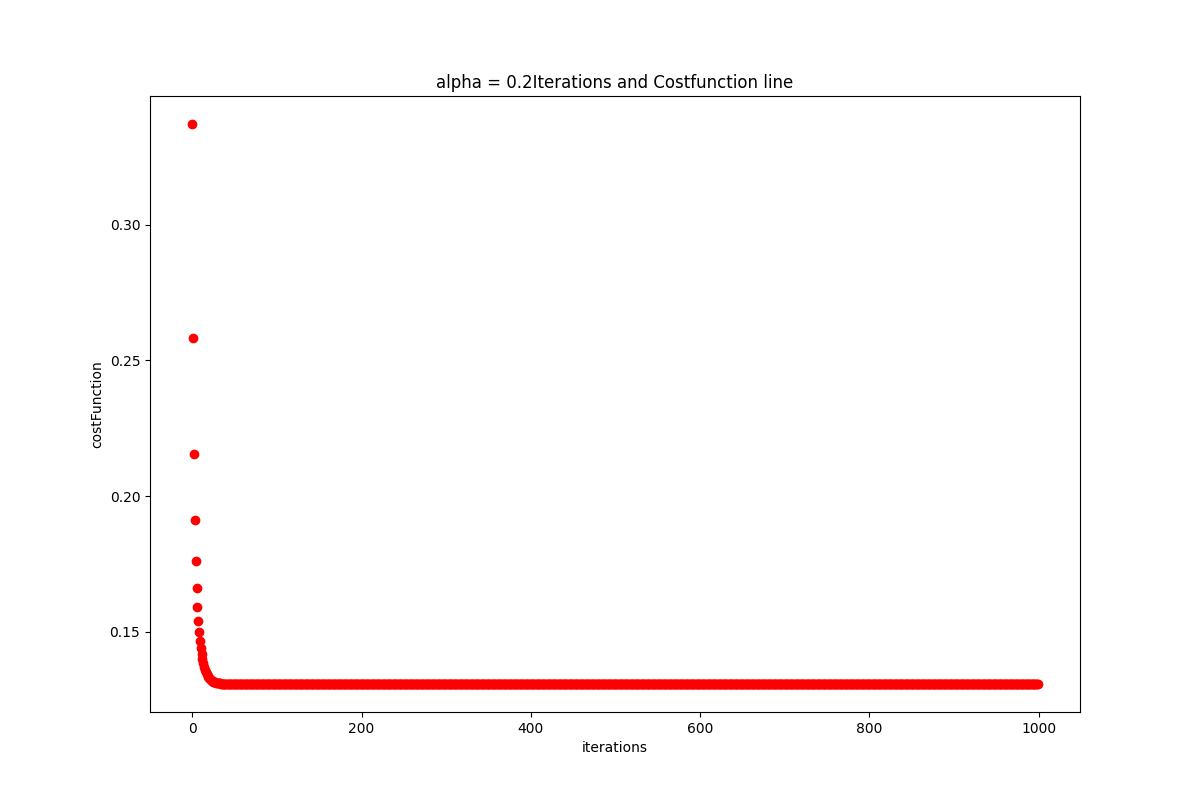 alpha = 0.2Iterations and Costfunction line
0.30
0.25
0.20
0.15
costFunction
0 200 400 600 800 1000
iterations